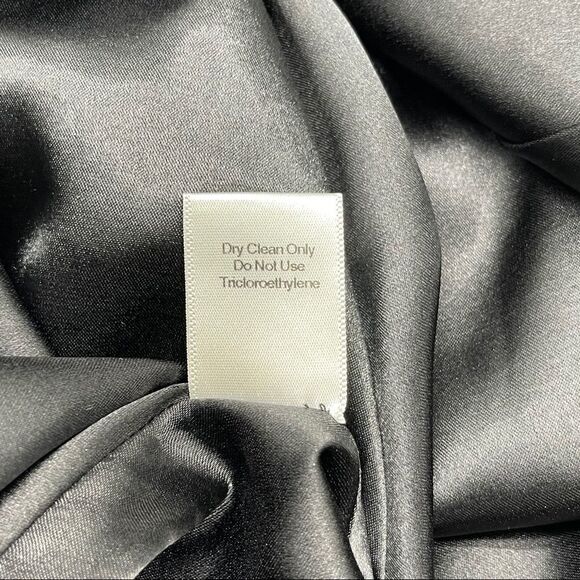 Dry Clean Only
Do Not Use
Tricloroethylene